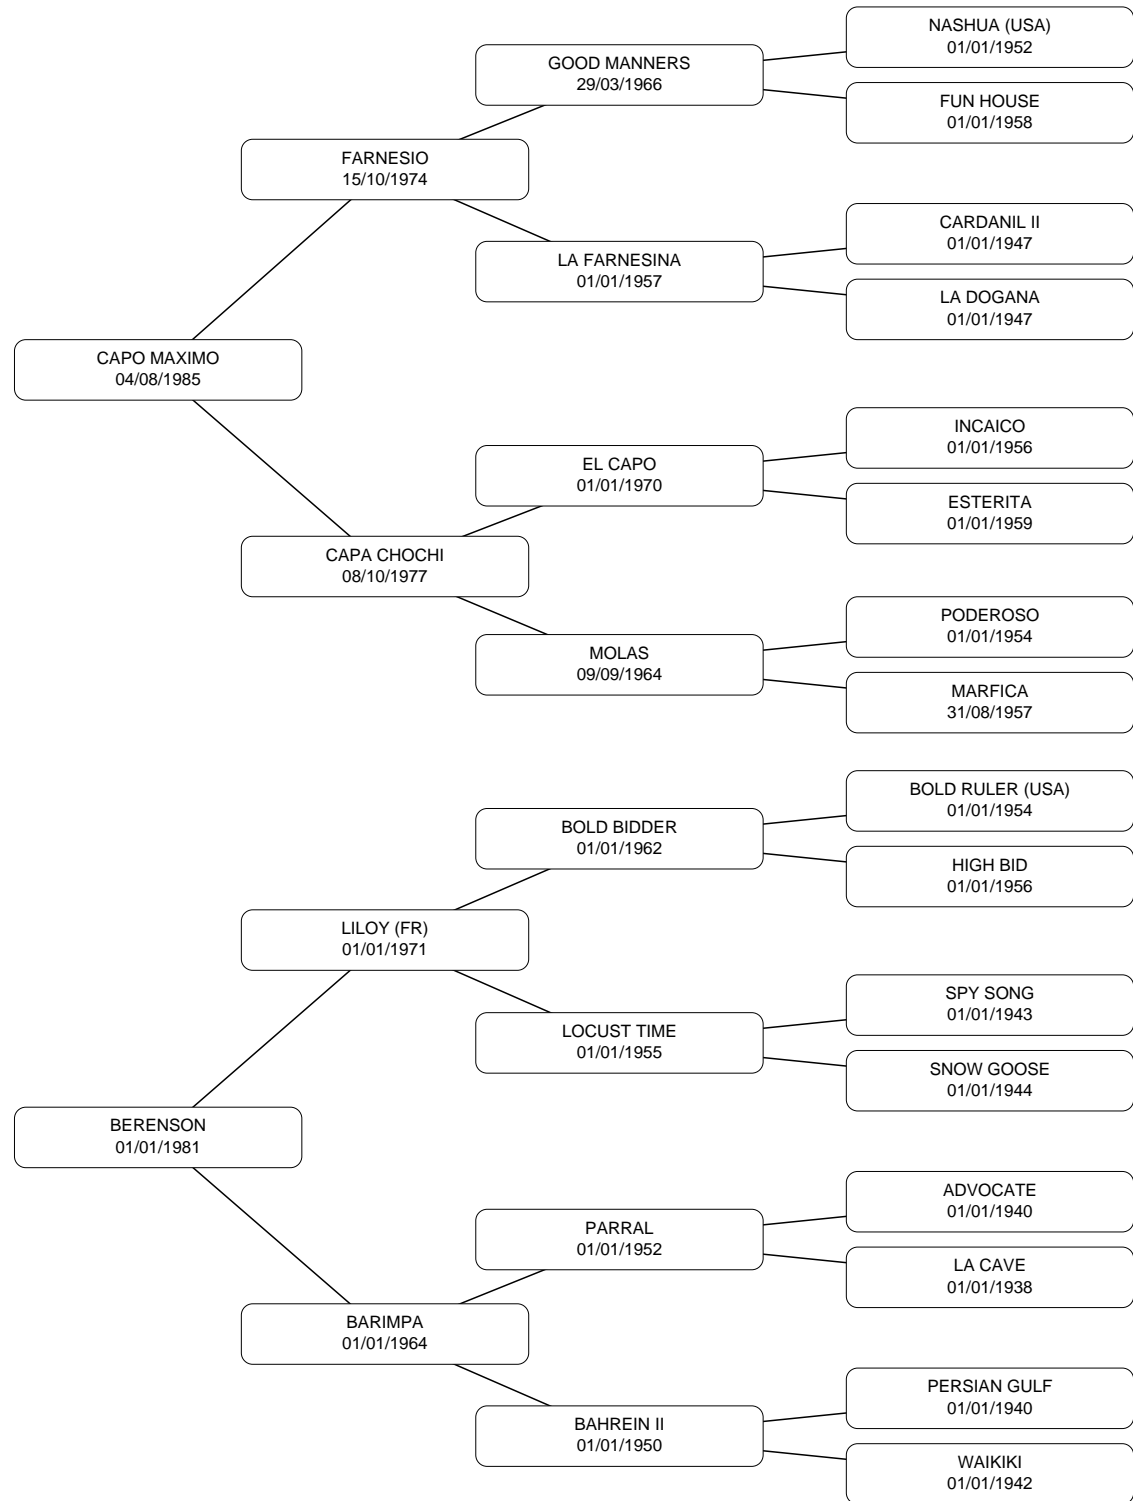 NASHUA (USA)
01/01/1952
GOOD MANNERS
29/03/1966
FUN HOUSE
01/01/1958
FARNESIO
15/10/1974
CARDANIL II
01/01/1947
LA FARNESINA
01/01/1957
LA DOGANA
01/01/1947
CAPO MAXIMO
04/08/1985
INCAICO
01/01/1956
EL CAPO
01/01/1970
ESTERITA
01/01/1959
CAPA CHOCHI
08/10/1977
PODEROSO
01/01/1954
MOLAS
09/09/1964
MARFICA
31/08/1957
BOLD RULER (USA)
01/01/1954
BOLD BIDDER
01/01/1962
HIGH BID
01/01/1956
LILOY (FR)
01/01/1971
SPY SONG
01/01/1943
LOCUST TIME
01/01/1955
SNOW GOOSE
01/01/1944
BERENSON
01/01/1981
ADVOCATE
01/01/1940
PARRAL
01/01/1952
LA CAVE
01/01/1938
BARIMPA
01/01/1964
PERSIAN GULF
01/01/1940
BAHREIN II
01/01/1950
WAIKIKI
01/01/1942